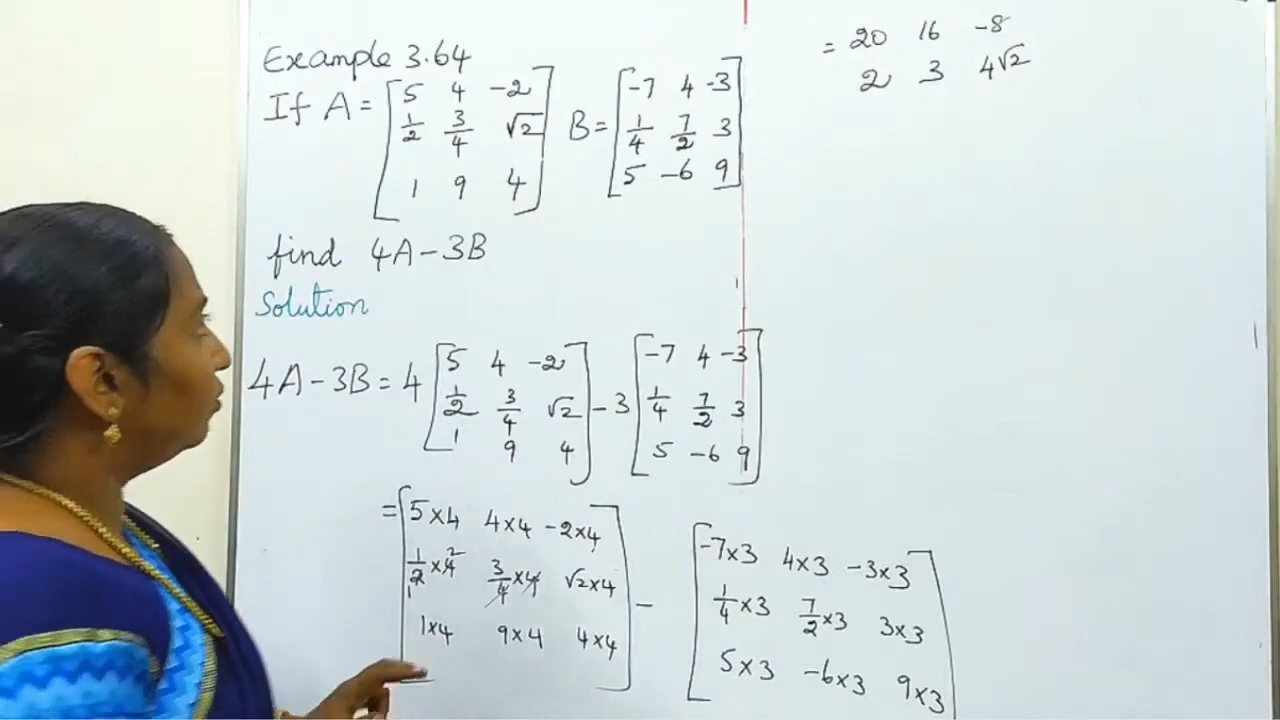 Example 3.64
If A = [5 4 -2
1/2 3/4 √2
1 9 4] B = [-7 4 -3
1/4 7/2 3
5 -6 9]
find 4A-3B
Solution
4A-3B = 4 [5 4 -2
1/2 3/4 √2
1 9 4] - 3 [-7 4 -3
1/4 7/2 3
5 -6 9]
= [5×4 4×4 -2×4
1/2×4 2 1 3/4×4 √2×4
1×4 9×4 4×4] - [-7×3 4×3 -3×3
1/4×3 7/2×3 3×3
5×3 -6×3 9×3]
= 20 16 -8
2 3 4√2